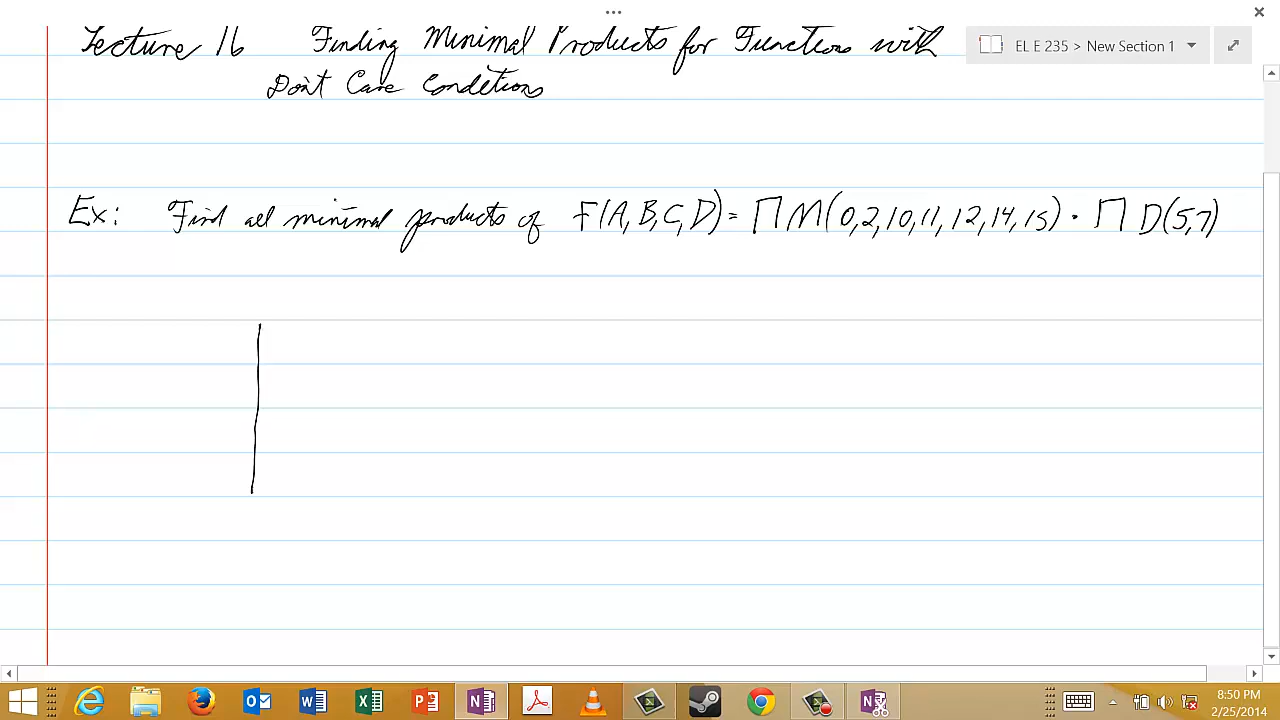 Lecture 16 Finding Minimal Products for Functions with
Don't Care Conditions
EL E 235 > New Section 1
Ex: Find all minimal products of F(A,B,C,D) = ΠM(0,2,10,11,12,14,15) · ΠD(5,7)
8:50 PM
2/25/2014